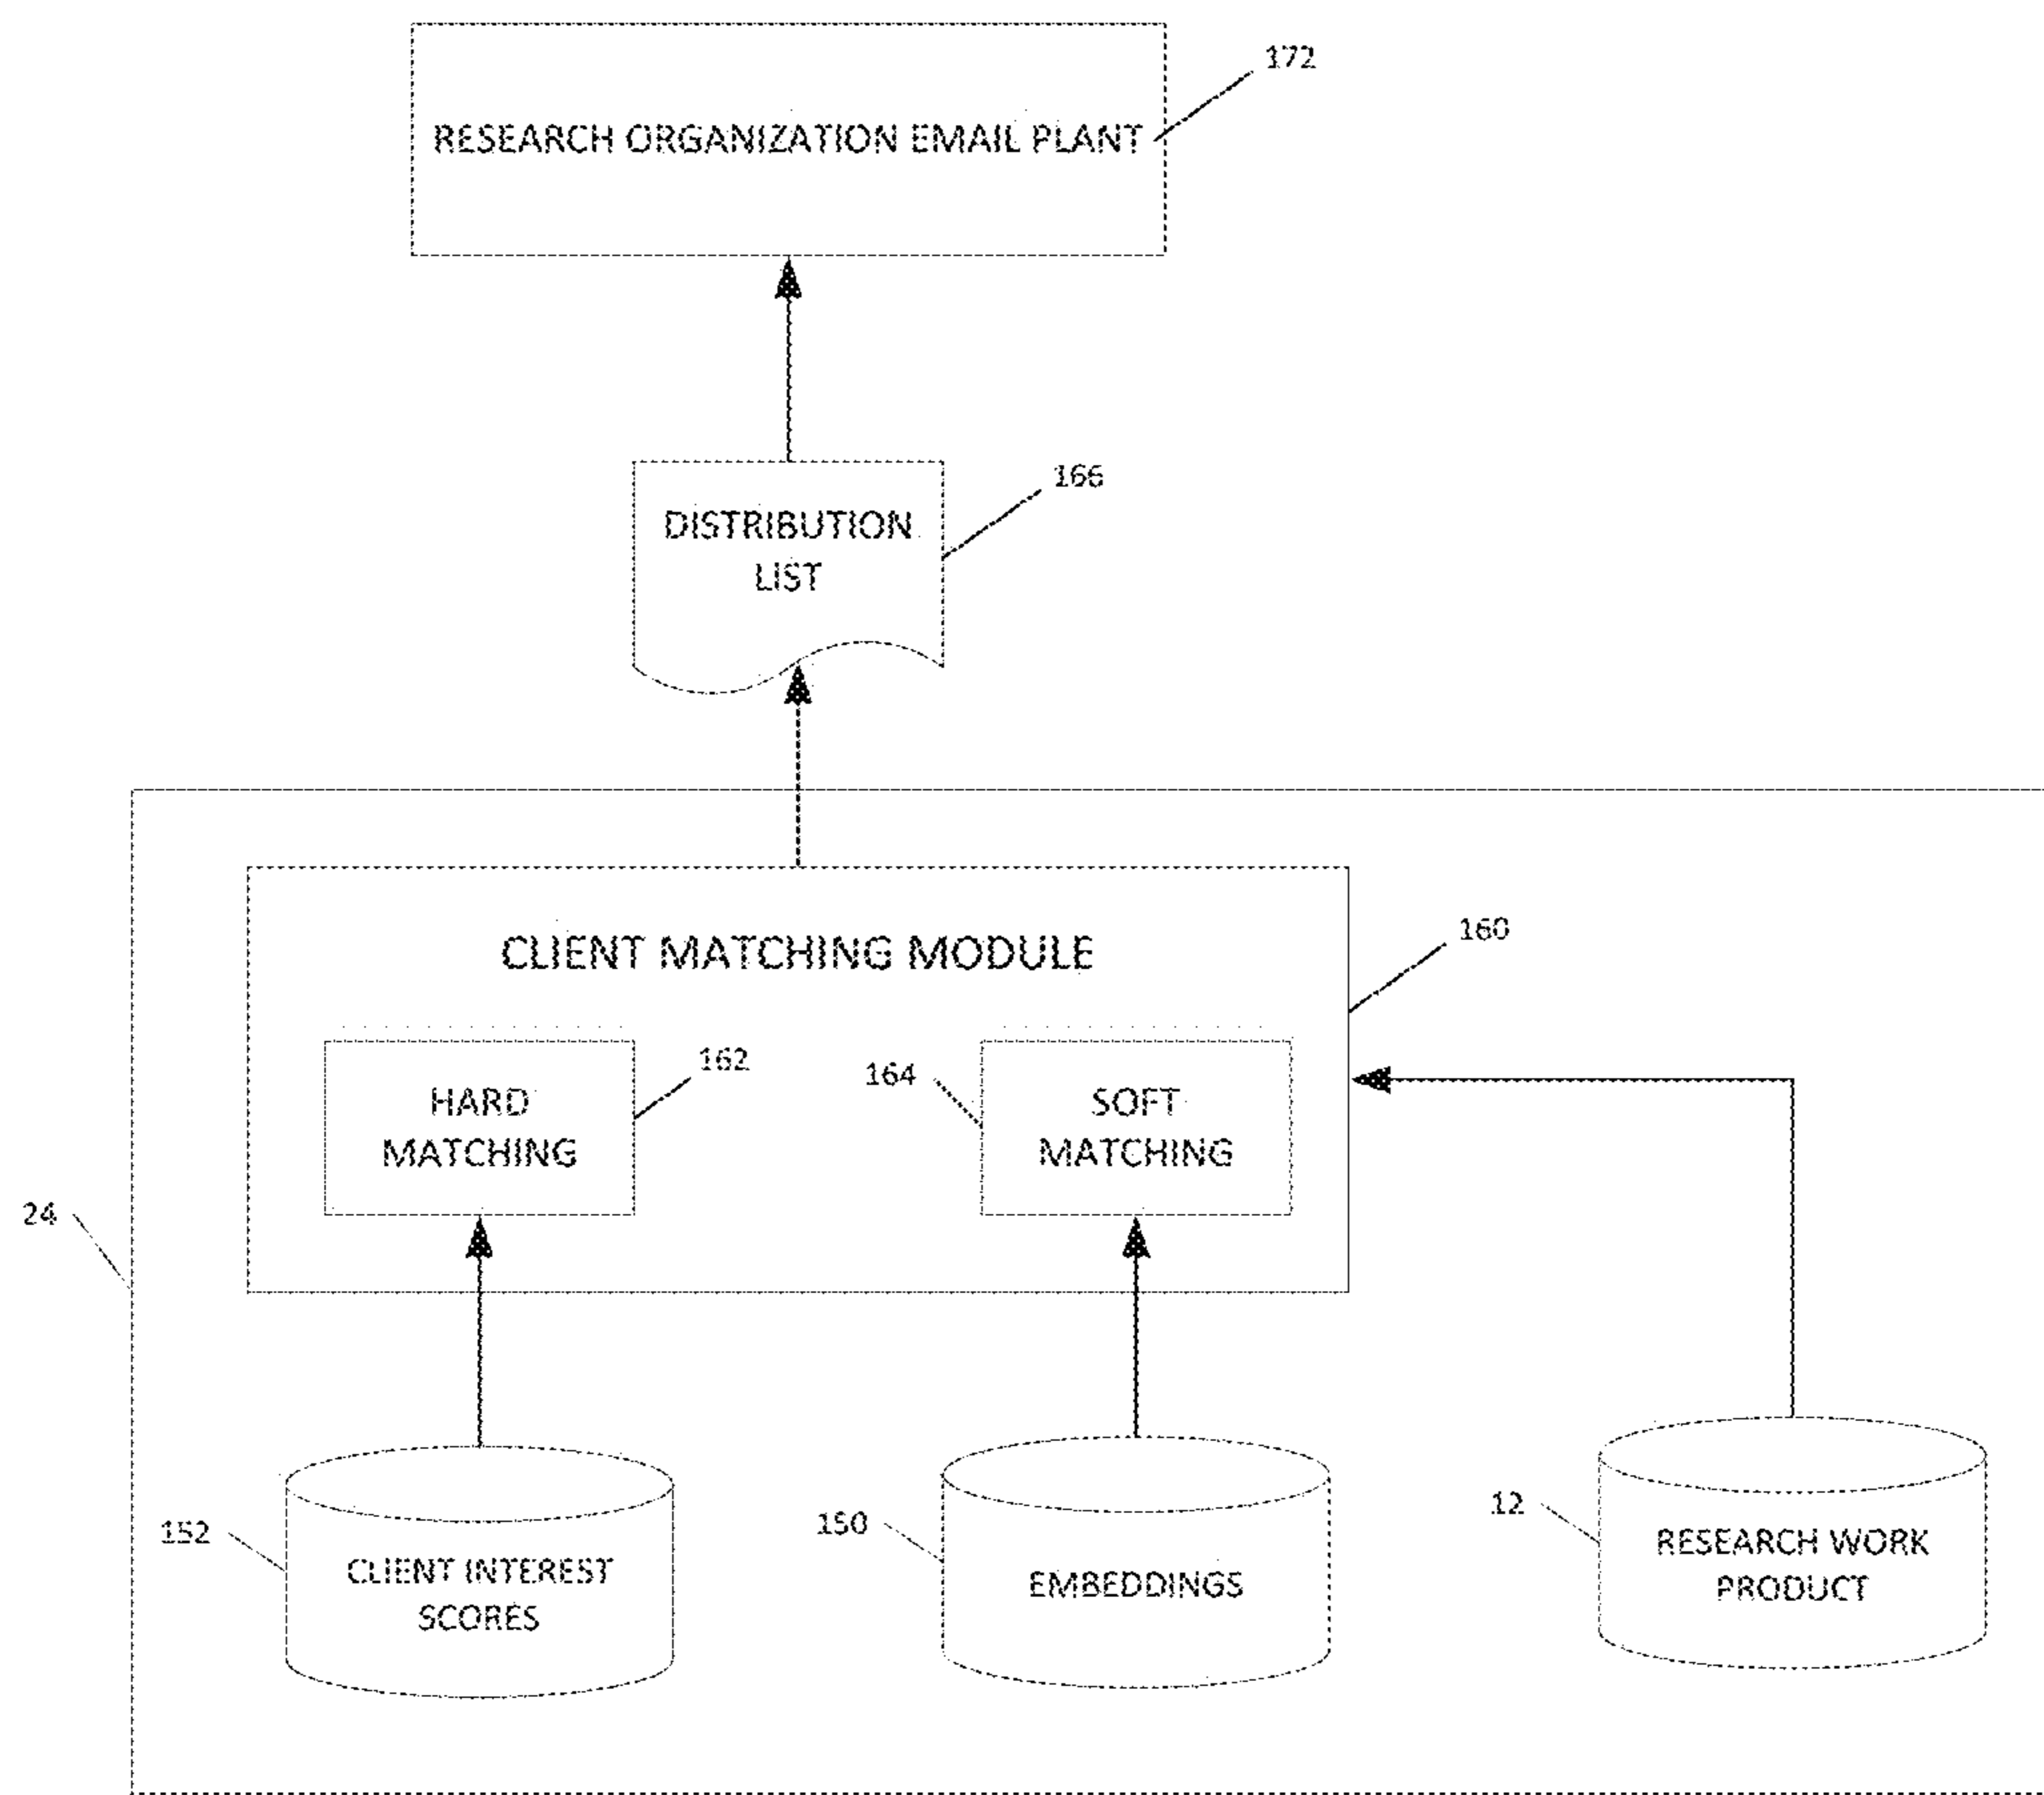 172
RESEARCH ORGANIZATION EMAIL PLANT
166
DISTRIBUTION
LIST
160
CLIENT MATCHING MODULE
162
164
HARD
MATCHING
SOFT
MATCHING
24
152
150
12
CLIENT INTEREST
SCORES
EMBEDDINGS
RESEARCH WORK
PRODUCT